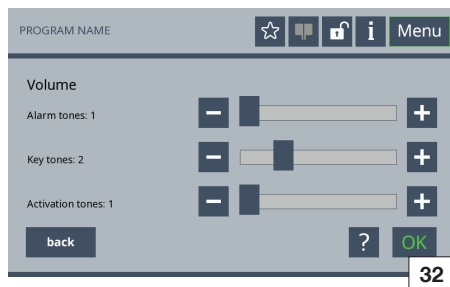 PROGRAM NAME
i Menu
Volume
Alarm tones: 1
Key tones: 2
Activation tones: 1
back ? OK
32